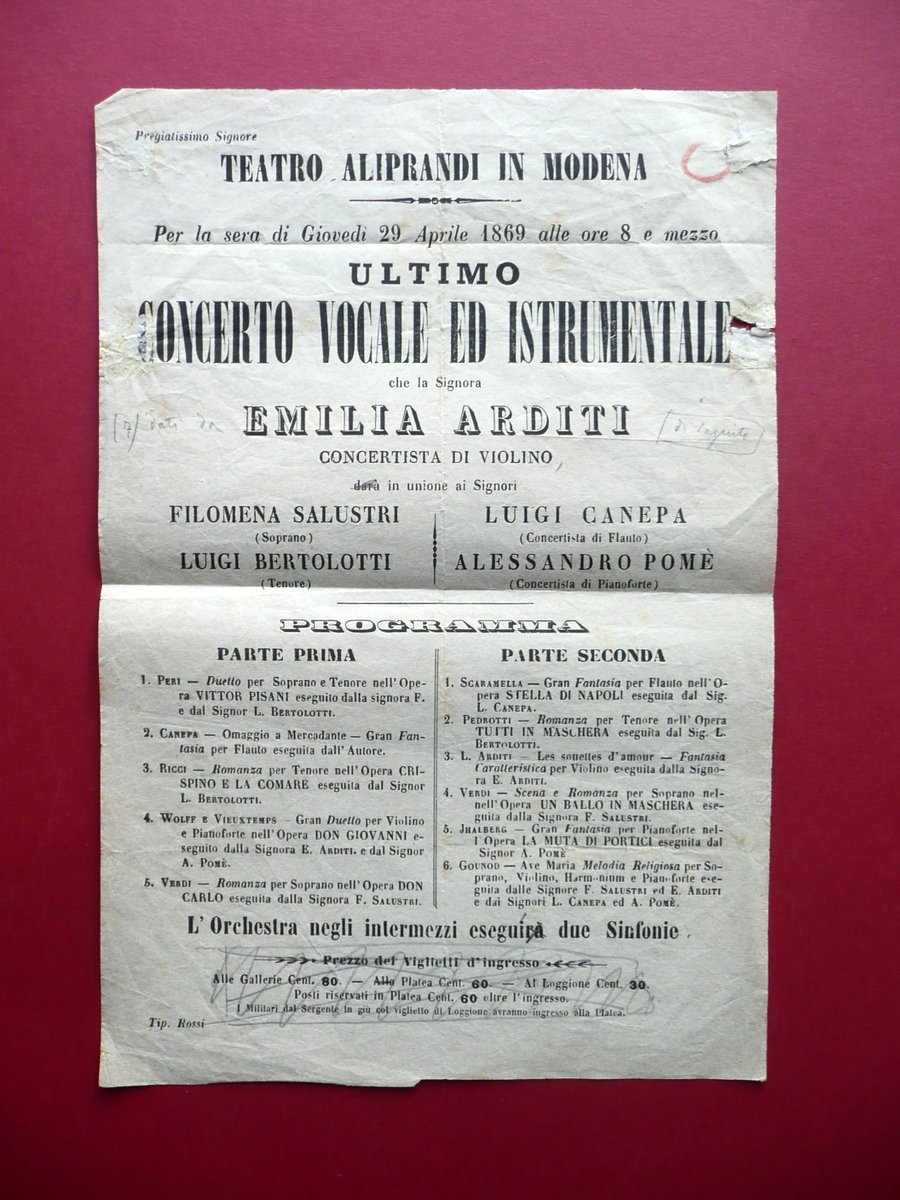 Pregiatissimo Signore
TEATRO ALIPRANDI IN MODENA
Per la sera di Giovedì 29 Aprile 1869 alle ore 8 e mezzo
ULTIMO
CONCERTO VOCALE ED ISTRUMENTALE
che la Signora
(7) dati da EMILIA ARDITI (di seguito)
CONCERTISTA DI VIOLINO,
darà in unione ai Signori
FILOMENA SALUSTRI
(Soprano)
LUIGI BERTOLOTTI
(Tenore)
LUIGI CANEPA
(Concertista di Flauto)
ALESSANDRO POMÈ
(Concertista di Pianoforte)
PROGRAMMA
PARTE PRIMA
1. PERI — Duetto per Soprano e Tenore nell'Ope-
ra VITTOR PISANI eseguito dalla signora F.
e dal Signor L. BERTOLOTTI.
2. CANEPA — Omaggio a Mercadante — Gran Fan-
tasia per Flauto eseguita dall'Autore.
3. RICCI — Romanza per Tenore nell'Opera CRI-
SPINO E LA COMARE eseguita dal Signor
L. BERTOLOTTI.
4. WOLFF E VIEUXTEMPS — Gran Duetto per Violino
e Pianoforte nell'Opera DON GIOVANNI e-
seguito dalla Signora E. ARDITI. e dal Signor
A. POMÈ.
5. VERDI — Romanza per Soprano nell'Opera DON
CARLO eseguita dalla Signora F. SALUSTRI.
PARTE SECONDA
1. SCARAMELLA — Gran Fantasia per Flauto nell'O-
pera STELLA DI NAPOLI eseguita dal Sig.
L. CANEPA.
2. PEDROTTI — Romanza per Tenore nell'Opera
TUTTI IN MASCHERA eseguita dal Sig. L.
BERTOLOTTI.
3. L. ARDITI — Les souettes d'amour — Fantasia
Caratteristica per Violino eseguita dalla Signo-
ra E. ARDITI.
4. VERDI — Scena e Romanza per Soprano nel-
nell'Opera UN BALLO IN MASCHERA ese-
guita dalla Signora F. SALUSTRI.
5. JHALBERG — Gran Fantasia per Pianoforte nel-
l'Opera LA MUTA DI PORTICI eseguita dal
Signor A. POMÈ
6. GOUNOD — Ave Maria Melodia Religiosa per So-
prano, Violino, Harmonium e Pianoforte ese-
guita dalle Signore F. SALUSTRI ed E. ARDITI
e dai Signori L. CANEPA ed A. POMÈ.
L'Orchestra negli intermezzi eseguirà due Sinfonie.
Prezzo dei Viglietti d'ingresso
Alle Gallerie Cent. 80. — Alla Platea Cent. 60. — Al Loggione Cent. 30.
Posti riservati in Platea Cent. 60 oltre l'ingresso.
I Militari dal Sergente in giù col viglietto di Loggione avranno ingresso alla Platea.
Tip. Rossi